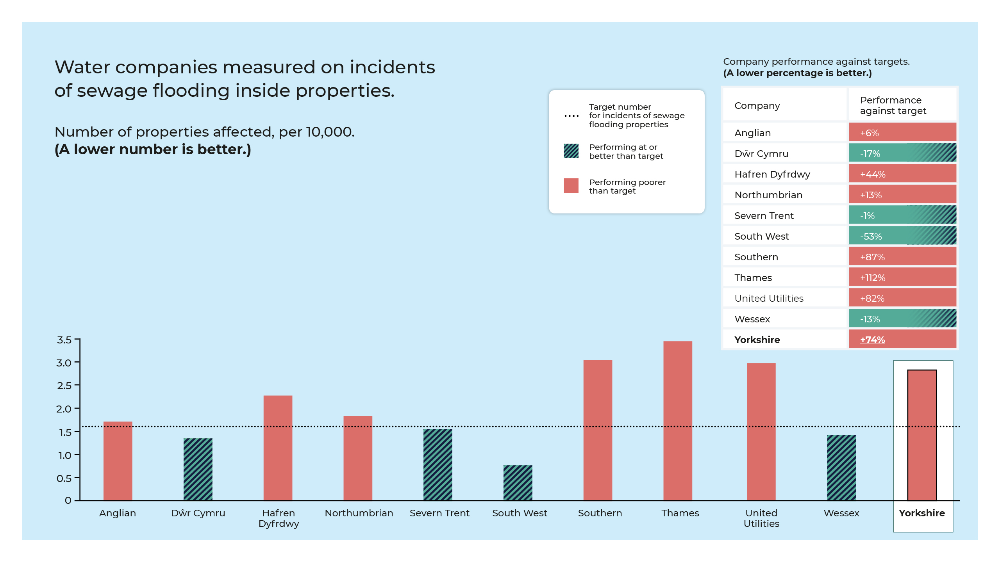 Water companies measured on incidents
of sewage flooding inside properties.
Number of properties affected, per 10,000.
(A lower number is better.)
Target number
for incidents of sewage
flooding properties
Performing at or
better than target
Performing poorer
than target
Company performance against targets.
(A lower percentage is better.)
Company
Performance
against target
Anglian +6%
Dŵr Cymru -17%
Hafren Dyfrdwy +44%
Northumbrian +13%
Severn Trent -1%
South West -53%
Southern +87%
Thames +112%
United Utilities +82%
Wessex -13%
Yorkshire +74%
3.5
3.0
2.5
2.0
1.5
1.0
0.5
0
Anglian
Dŵr Cymru
Hafren
Dyfrdwy
Northumbrian
Severn Trent
South West
Southern
Thames
United
Utilities
Wessex
Yorkshire